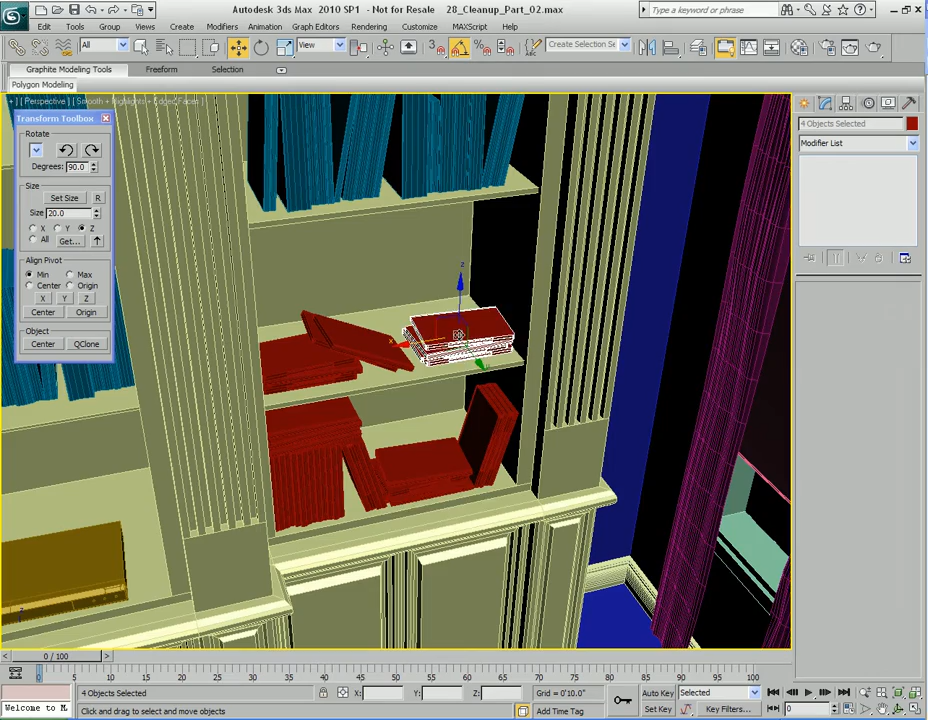 Autodesk 3ds Max 2010 SP1 - Not for Resale 28_Cleanup_Part_02.max
Type a keyword or phrase
Edit Tools Group Views Create Modifiers Animation Graph Editors Rendering Customize MAXScript Help
All View Create Selection Se
Graphite Modeling Tools Freeform Selection
Polygon Modeling
+ ] [ Perspective ] [ Smooth + Highlights + Edged Faces ]
Transform Toolbox
Rotate
Degrees: 90.0
Size
Set Size R
Size 20.0
X Y Z
All Get...
Align Pivot
Min Max
Center Origin
X Y Z
Center Origin
Object
Center QClone
4 Objects Selected
Modifier List
z
x
z
0 / 100
0 5 10 15 20 25 30 35 40 45 50 55 60 65 70 75 80 85 90 95 100
4 Objects Selected X: Y: Z: Grid = 0'10.0" Auto Key Selected
Welcome to M Click and drag to select and move objects Add Time Tag Set Key Key Filters... 0